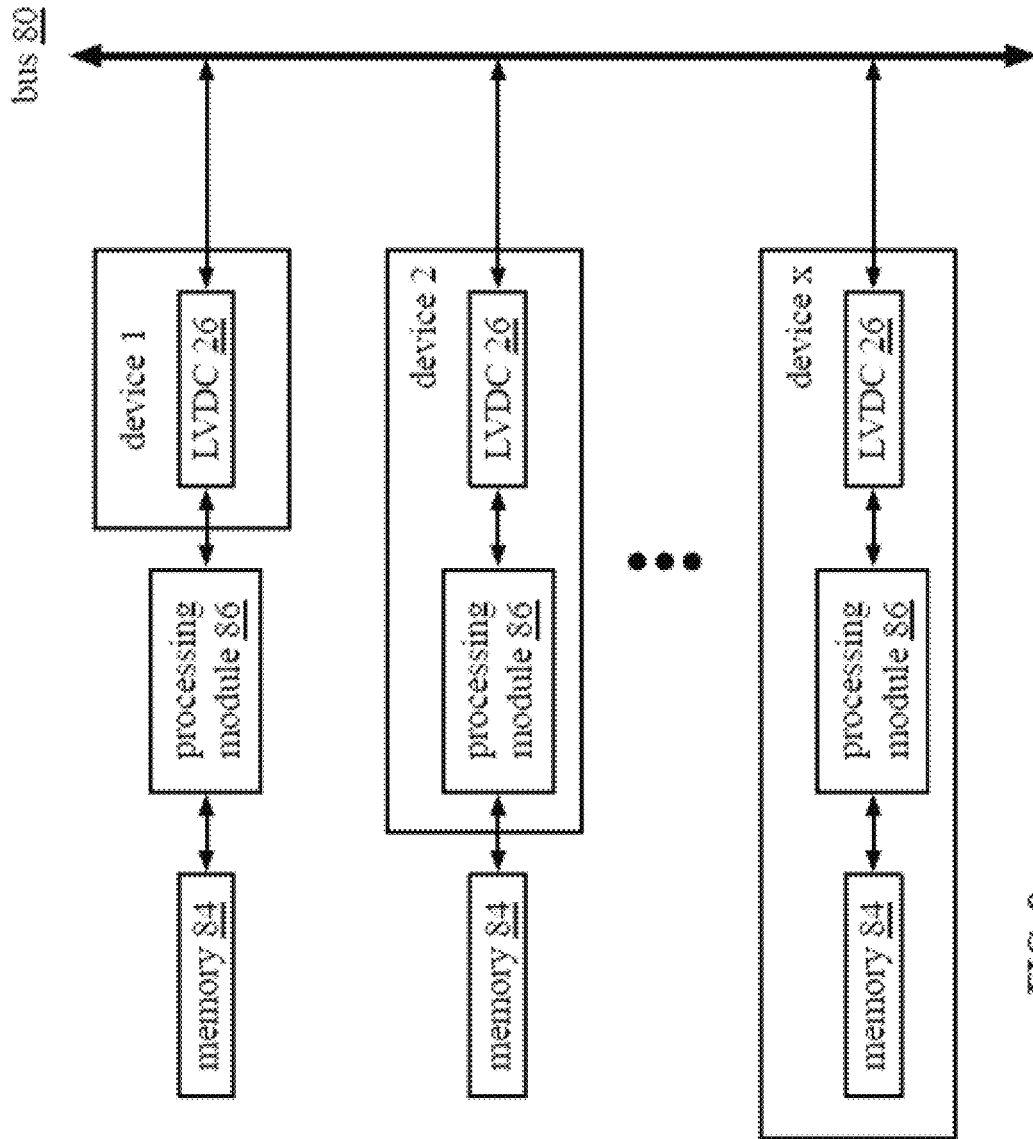 bus 80
device 1
memory 84
processing module 86
LVDC 26
device 2
memory 84
processing module 86
LVDC 26
device x
memory 84
processing module 86
LVDC 26